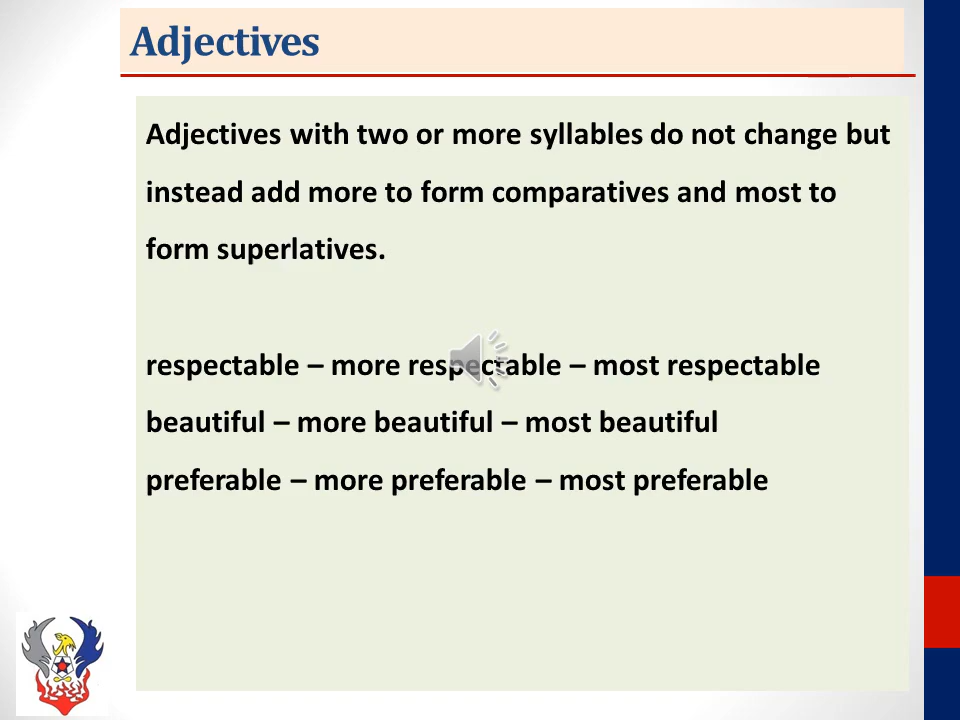 Adjectives
Adjectives with two or more syllables do not change but
instead add more to form comparatives and most to
form superlatives.
respectable – more respectable – most respectable
beautiful – more beautiful – most beautiful
preferable – more preferable – most preferable